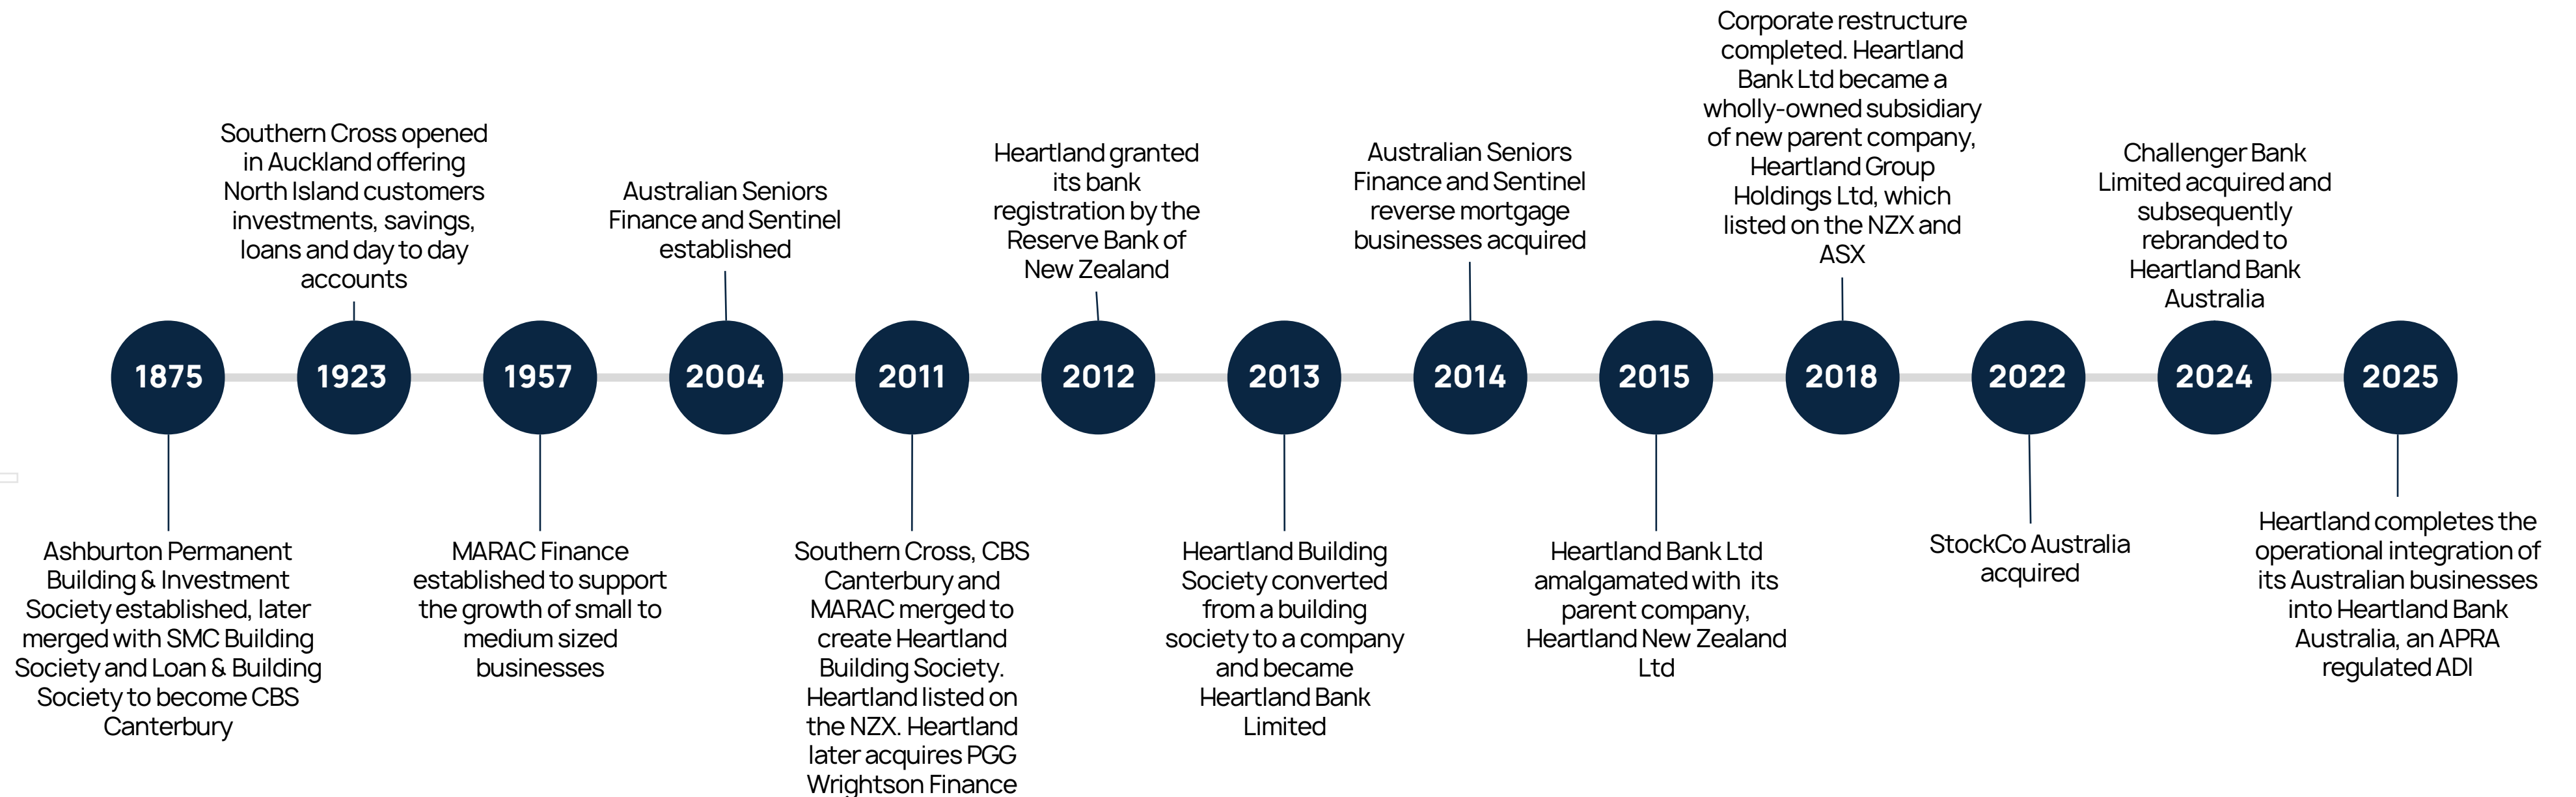 1875
Ashburton Permanent
Building & Investment
Society established, later
merged with SMC Building
Society and Loan & Building
Society to become CBS
Canterbury
Southern Cross opened
in Auckland offering
North Island customers
investments, savings,
loans and day to day
accounts
1923
1957
MARAC Finance
established to support
the growth of small to
medium sized
businesses
Australian Seniors
Finance and Sentinel
established
2004
2011
Southern Cross, CBS
Canterbury and
MARAC merged to
create Heartland
Building Society.
Heartland listed on
the NZX. Heartland
later acquires PGG
Wrightson Finance
Heartland granted
its bank
registration by the
Reserve Bank of
New Zealand
2012
2013
Heartland Building
Society converted
from a building
society to a company
and became
Heartland Bank
Limited
Australian Seniors
Finance and Sentinel
reverse mortgage
businesses acquired
2014
2015
Heartland Bank Ltd
amalgamated with its
parent company,
Heartland New Zealand
Ltd
Corporate restructure
completed. Heartland
Bank Ltd became a
wholly-owned subsidiary
of new parent company,
Heartland Group
Holdings Ltd, which
listed on the NZX and
ASX
2018
2022
StockCo Australia
acquired
Challenger Bank
Limited acquired and
subsequently
rebranded to
Heartland Bank
Australia
2024
2025
Heartland completes the
operational integration of
its Australian businesses
into Heartland Bank
Australia, an APRA
regulated ADI